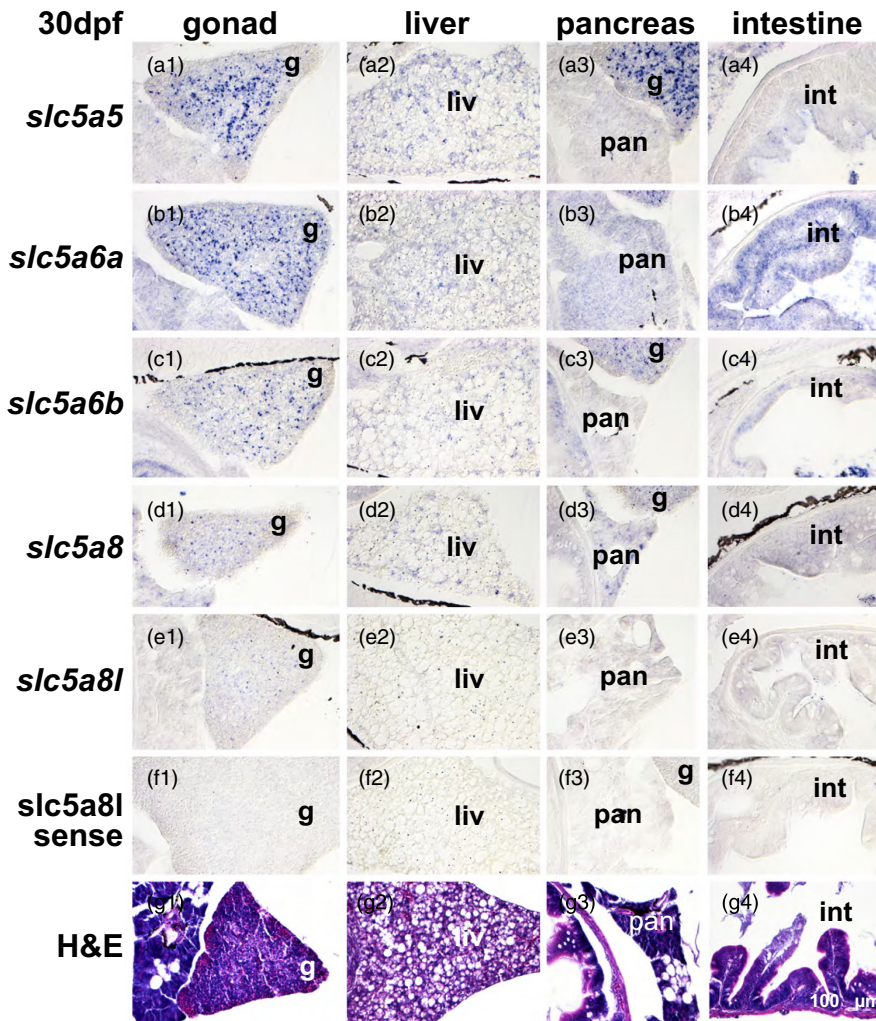 30dpf gonad liver pancreas intestine
slc5a5 (a1) g (a2) liv (a3) g pan (a4) int
slc5a6a (b1) g (b2) liv (b3) pan (b4) int
slc5a6b (c1) g (c2) liv (c3) g pan (c4) int
slc5a8 (d1) g (d2) liv (d3) g pan (d4) int
slc5a8l (e1) g (e2) liv (e3) pan (e4) int
slc5a8l
sense (f1) g (f2) liv (f3) g pan (f4) int
H&E (g1) g (g2) liv (g3) pan (g4) int
100 µm